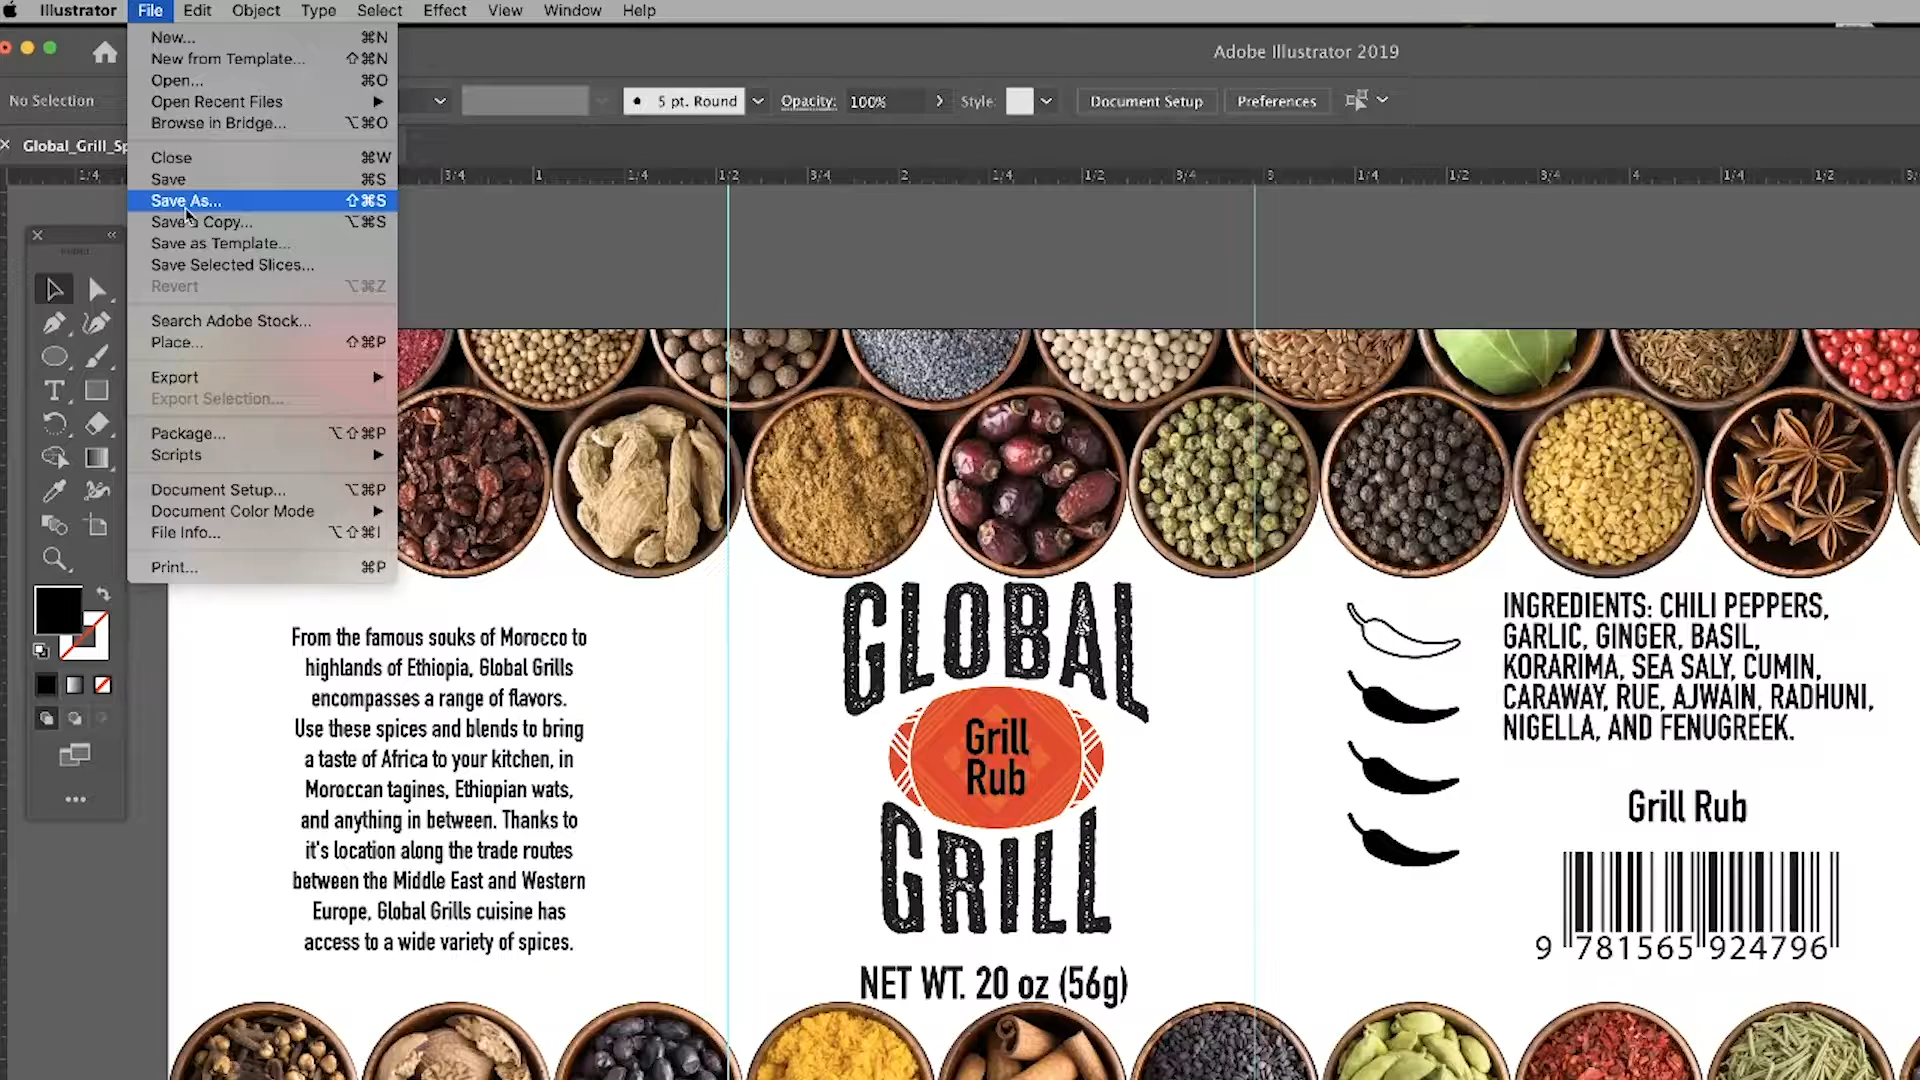 Illustrator File Edit Object Type Select Effect View Window Help
Adobe Illustrator 2019
No Selection 5 pt. Round Opacity: 100% Style: Document Setup Preferences
Global_Grill_Sp
1/4 3/4 1 1/4 1/2 3/4 2 1/4 1/2 3/4 3 1/4 1/2 3/4 4 1/4 1/2
New... ⌘N
New from Template... ⇧⌘N
Open... ⌘O
Open Recent Files
Browse in Bridge... ⌥⌘O
Close ⌘W
Save ⌘S
Save As... ⇧⌘S
Save a Copy... ⌥⌘S
Save as Template...
Save Selected Slices...
Revert ⌥⌘Z
Search Adobe Stock...
Place... ⇧⌘P
Export
Export Selection...
Package... ⌥⇧⌘P
Scripts
Document Setup... ⌥⌘P
Document Color Mode
File Info... ⌥⇧⌘I
Print... ⌘P
From the famous souks of Morocco to
highlands of Ethiopia, Global Grills
encompasses a range of flavors.
Use these spices and blends to bring
a taste of Africa to your kitchen, in
Moroccan tagines, Ethiopian wats,
and anything in between. Thanks to
it's location along the trade routes
between the Middle East and Western
Europe, Global Grills cuisine has
access to a wide variety of spices.
GLOBAL
Grill
Rub
GRILL
NET WT. 20 oz (56g)
INGREDIENTS: CHILI PEPPERS,
GARLIC, GINGER, BASIL,
KORARIMA, SEA SALY, CUMIN,
CARAWAY, RUE, AJWAIN, RADHUNI,
NIGELLA, AND FENUGREEK.
Grill Rub
9 781565 924796